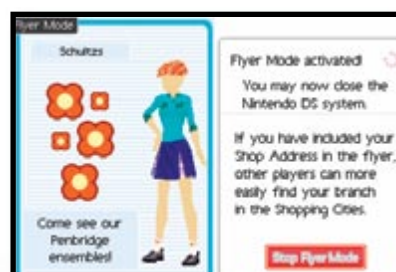 Flyer Mode
Schultzs
Come see our
Penbridge
ensembles!
Flyer Mode activated!
You may now close the
Nintendo DS system.
If you have included your
Shop Address in the flyer,
other players can more
easily find your branch
in the Shopping Cities.
Stop Flyer Mode